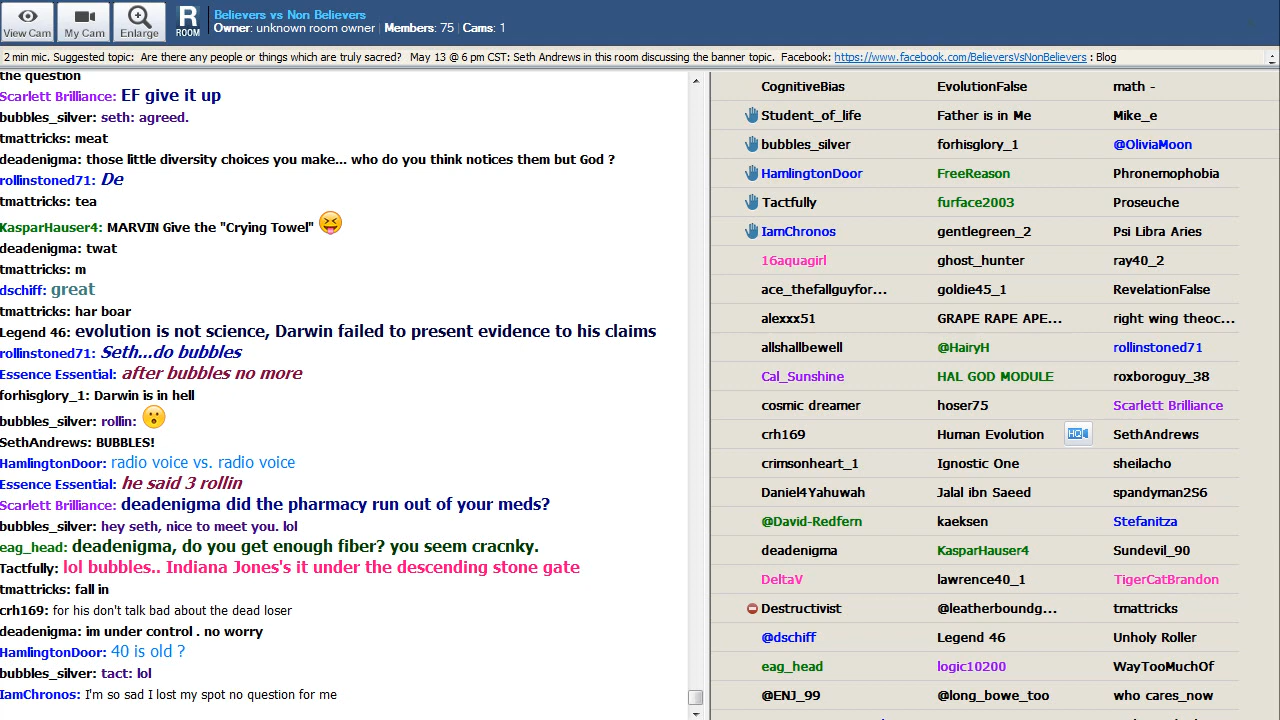 View Cam
My Cam
Enlarge
R
ROOM
Believers vs Non Believers
Owner: unknown room owner | Members: 75 | Cams: 1
2 min mic. Suggested topic: Are there any people or things which are truly sacred? May 13 @ 6 pm CST: Seth Andrews in this room discussing the banner topic. Facebook: https://www.facebook.com/BelieversVsNonBelievers : Blog
the question
Scarlett Brilliance: EF give it up
bubbles_silver: seth: agreed.
tmattricks: meat
deadenigma: those little diversity choices you make... who do you think notices them but God ?
rollinstoned71: De
tmattricks: tea
KasparHauser4: MARVIN Give the "Crying Towel"
deadenigma: twat
tmattricks: m
dschiff: great
tmattricks: har boar
Legend 46: evolution is not science, Darwin failed to present evidence to his claims
rollinstoned71: Seth...do bubbles
Essence Essential: after bubbles no more
forhisglory_1: Darwin is in hell
bubbles_silver: rollin:
SethAndrews: BUBBLES!
HamlingtonDoor: radio voice vs. radio voice
Essence Essential: he said 3 rollin
Scarlett Brilliance: deadenigma did the pharmacy run out of your meds?
bubbles_silver: hey seth, nice to meet you. lol
eag_head: deadenigma, do you get enough fiber? you seem cracnky.
Tactfully: lol bubbles.. Indiana Jones's it under the descending stone gate
tmattricks: fall in
crh169: for his don't talk bad about the dead loser
deadenigma: im under control . no worry
HamlingtonDoor: 40 is old ?
bubbles_silver: tact: lol
IamChronos: I'm so sad I lost my spot no question for me
CognitiveBias EvolutionFalse math -
Student_of_life Father is in Me Mike_e
bubbles_silver forhisglory_1 @OliviaMoon
HamlingtonDoor FreeReason Phronemophobia
Tactfully furface2003 Proseuche
IamChronos gentlegreen_2 Psi Libra Aries
16aquagirl ghost_hunter ray40_2
ace_thefallguyfor... goldie45_1 RevelationFalse
alexxx51 GRAPE RAPE APE... right wing theoc...
allshallbewell @HairyH rollinstoned71
Cal_Sunshine HAL GOD MODULE roxboroguy_38
cosmic dreamer hoser75 Scarlett Brilliance
crh169 Human Evolution HQ SethAndrews
crimsonheart_1 Ignostic One sheilacho
Daniel4Yahuwah Jalal ibn Saeed spandyman2S6
@David-Redfern kaeksen Stefanitza
deadenigma KasparHauser4 Sundevil_90
DeltaV lawrence40_1 TigerCatBrandon
Destructivist @leatherboundg... tmattricks
@dschiff Legend 46 Unholy Roller
eag_head logic10200 WayTooMuchOf
@ENJ_99 @long_bowe_too who cares_now